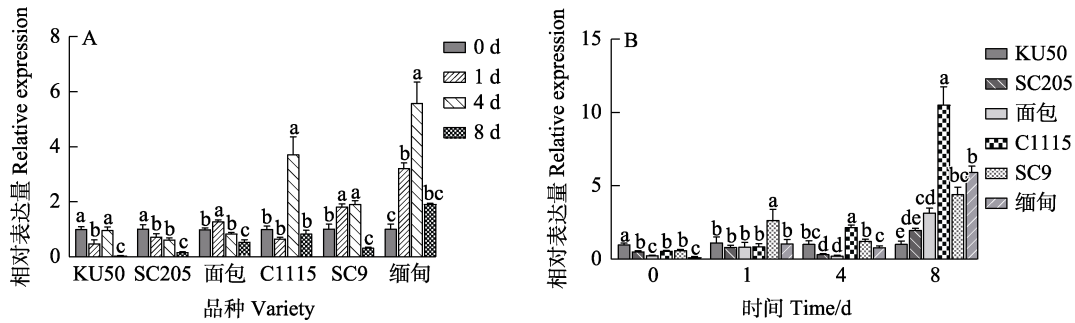 A
相对表达量 Relative expression
8
6
4
2
0
a b a c
a b b c
b a b c
b b a b
b a a c
c b a bc
KU50 SC205 面包 C1115 SC9 缅甸
品种 Variety
0 d
1 d
4 d
8 d
B
相对表达量 Relative expression
15
10
5
0
a b c b b c
b b b b a b
bc d d a b c
e de cd a bc b
0 1 4 8
时间 Time/d
KU50
SC205
面包
C1115
SC9
缅甸